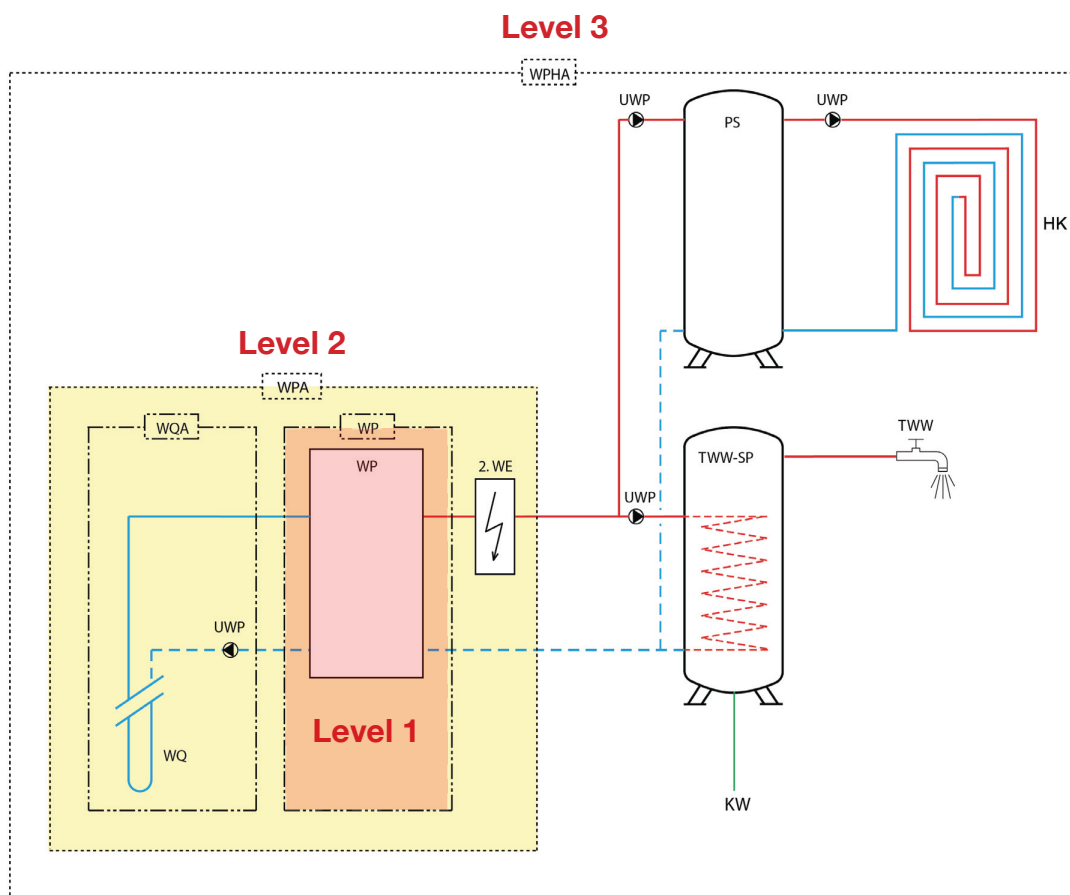 Level 3
WPHA
UWP
UWP
PS
HK
Level 2
WPA
WQA
WP
WP
2. WE
TWW-SP
TWW
UWP
UWP
Level 1
WQ
KW